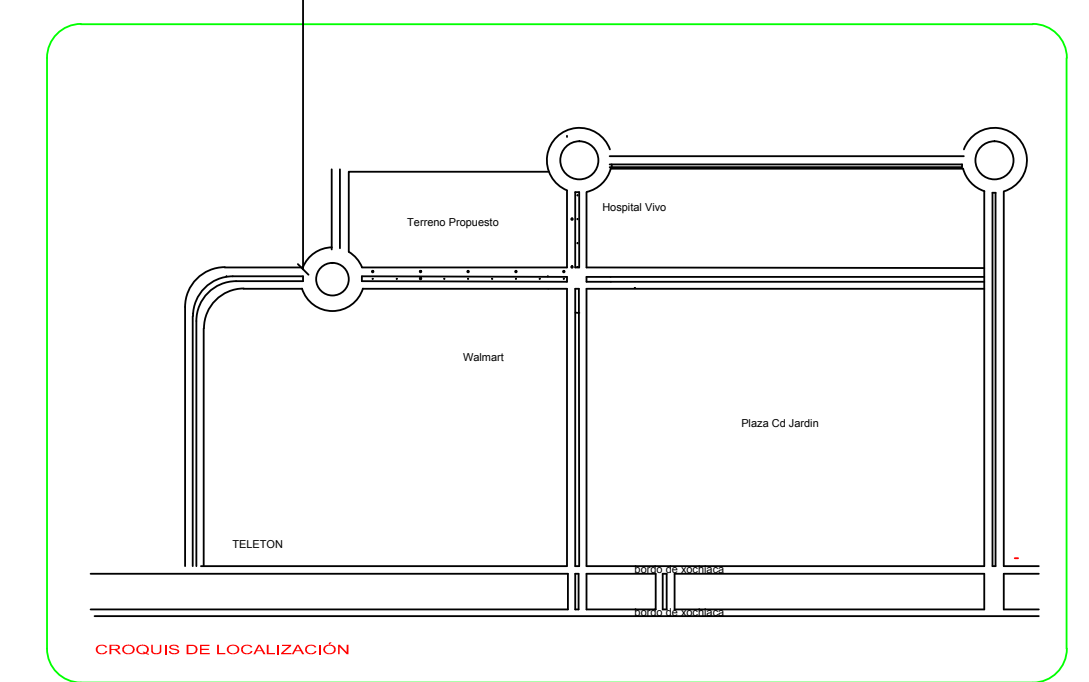 Hospital Vivo
Terreno Propuesto
Walmart
Plaza Cd Jardin
TELETON
bordo de xochiaca
bordo de xochiaca
CROQUIS DE LOCALIZACIÓN